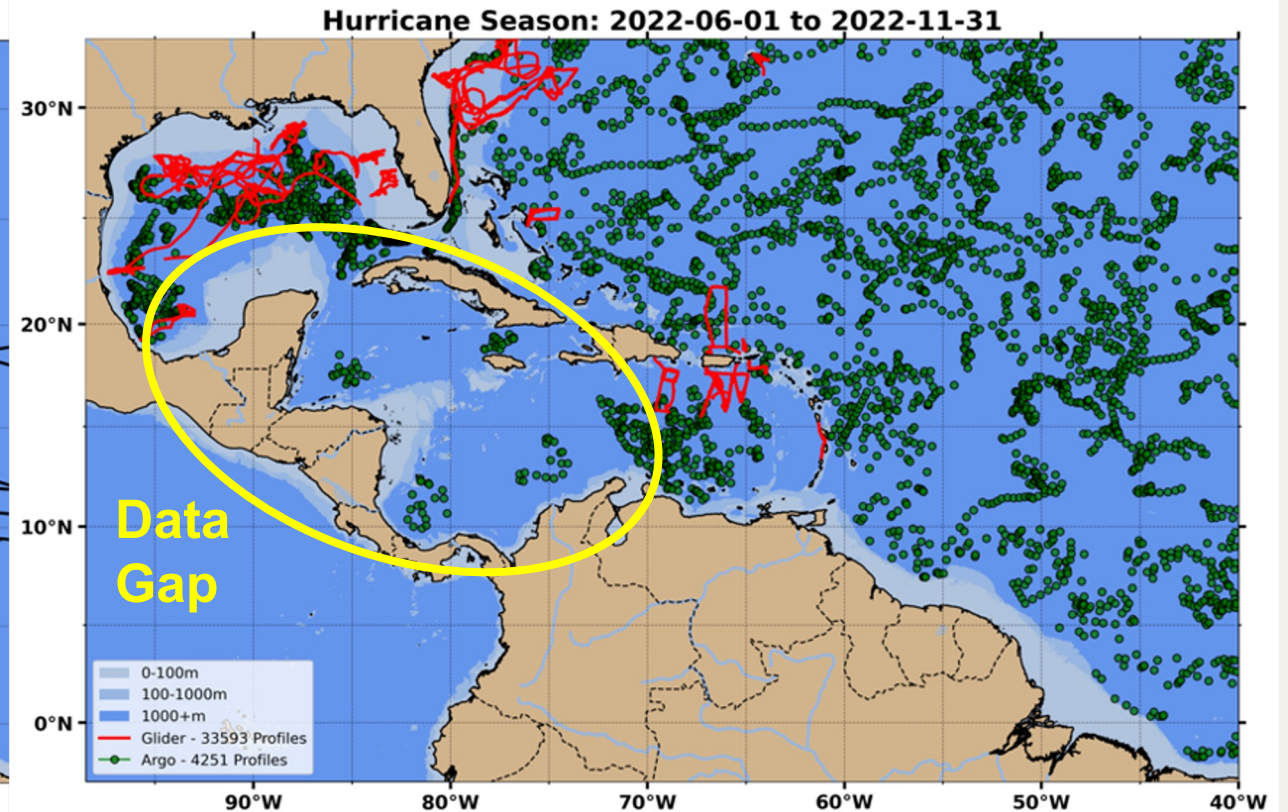 Hurricane Season: 2022-06-01 to 2022-11-31
30°N
20°N
10°N
0°N
Data
Gap
0-100m
100-1000m
1000+m
Glider - 33593 Profiles
Argo - 4251 Profiles
90°W
80°W
70°W
60°W
50°W
40°W